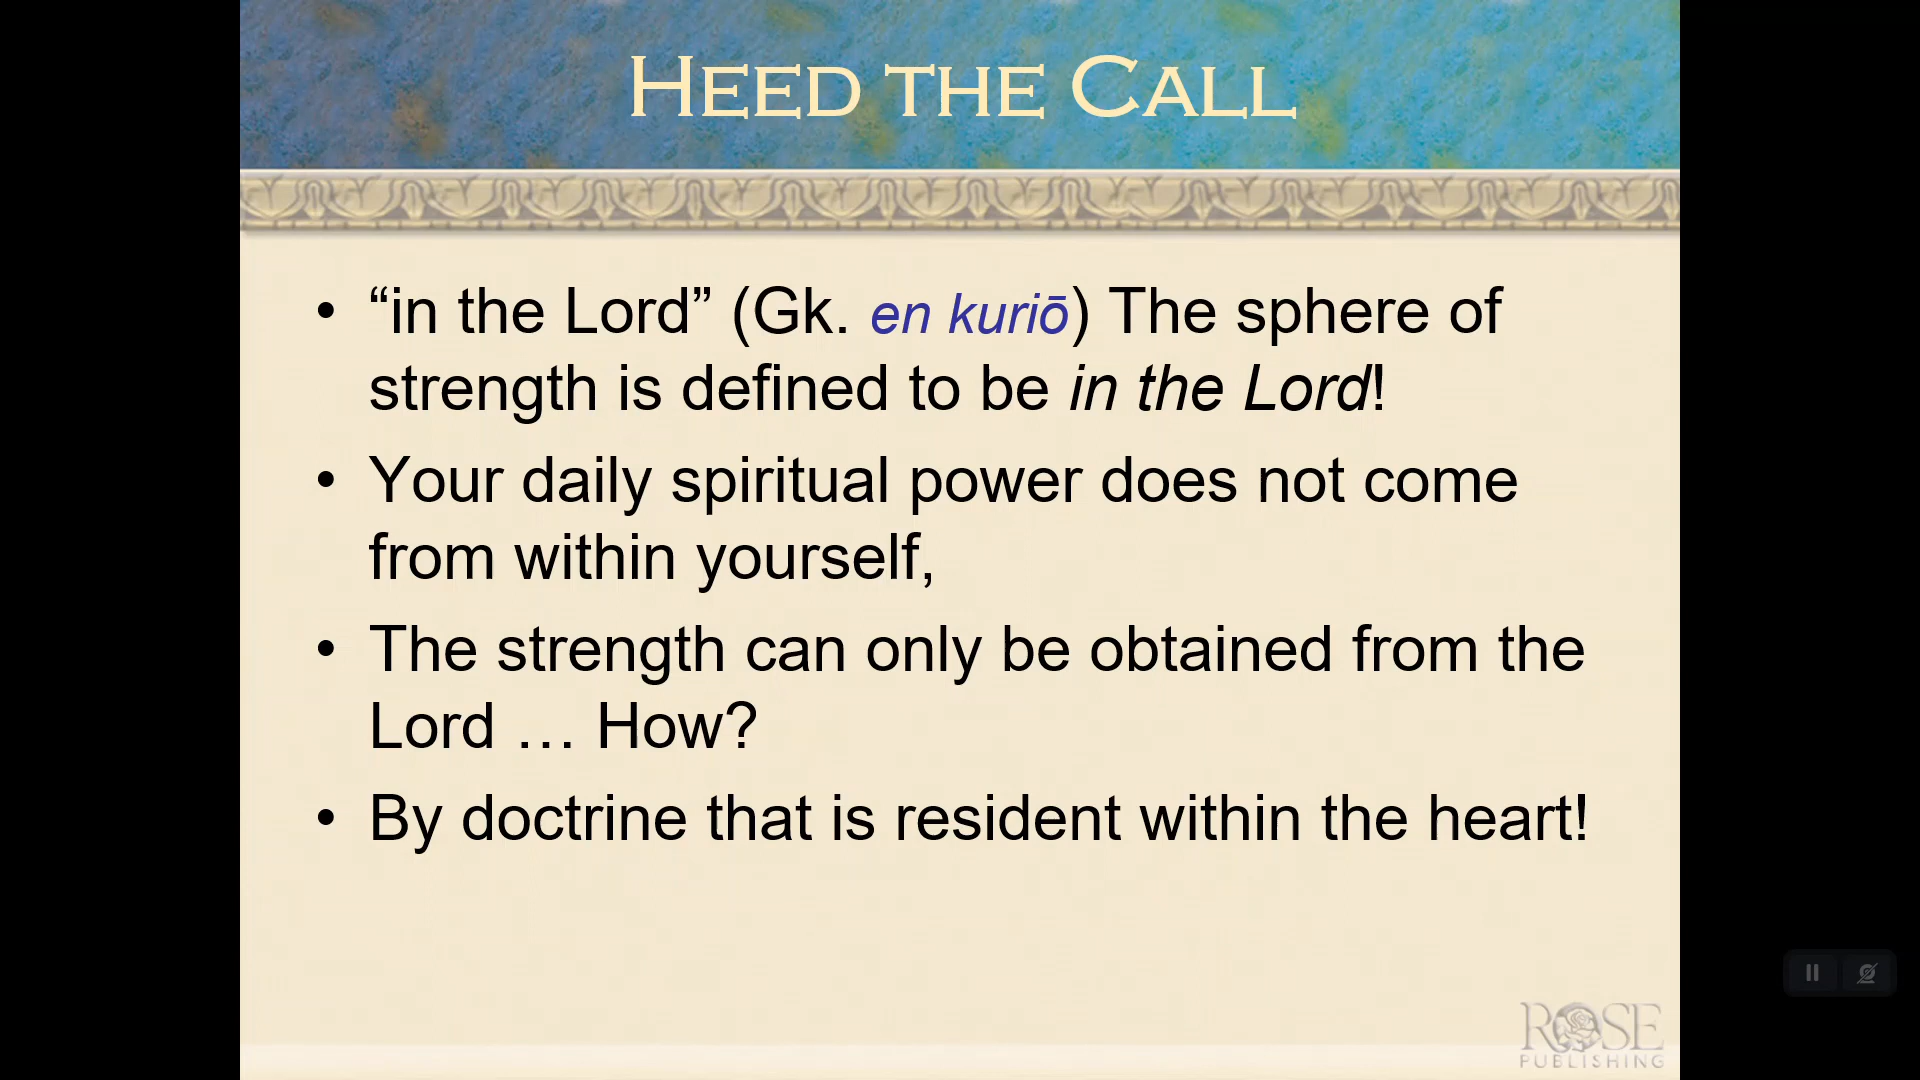 HEED THE CALL
• “in the Lord” (Gk. en kuriō) The sphere of
strength is defined to be in the Lord!
• Your daily spiritual power does not come
from within yourself,
• The strength can only be obtained from the
Lord … How?
• By doctrine that is resident within the heart!
ROSE
PUBLISHING